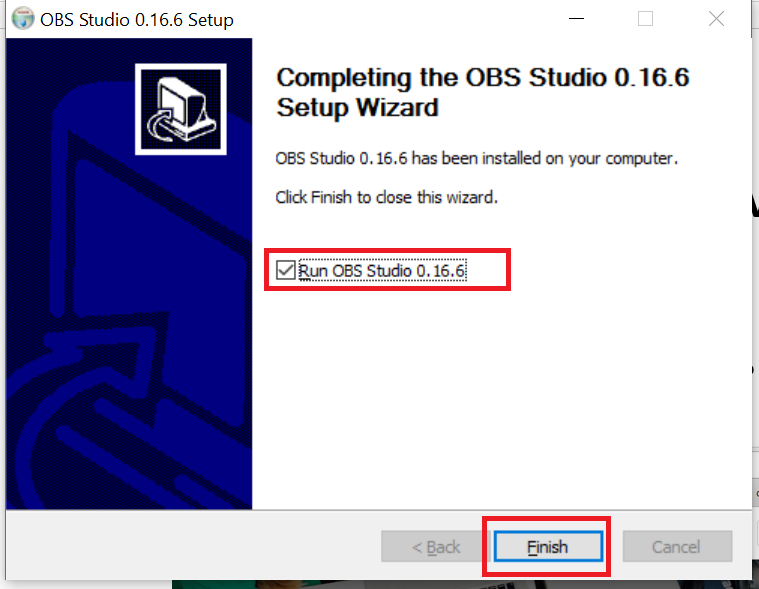 OBS Studio 0.16.6 Setup
Completing the OBS Studio 0.16.6
Setup Wizard
OBS Studio 0.16.6 has been installed on your computer.
Click Finish to close this wizard.
Run OBS Studio 0.16.6
< Back
Finish
Cancel